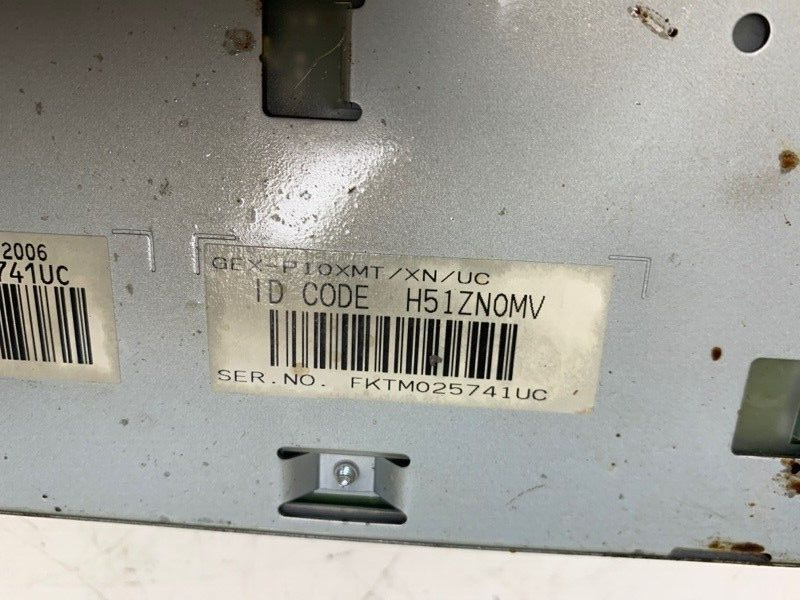 2006
741UC
GEX-P10XMT/XN/UC
ID CODE H51ZN0MV
SER.NO. FKTM025741UC